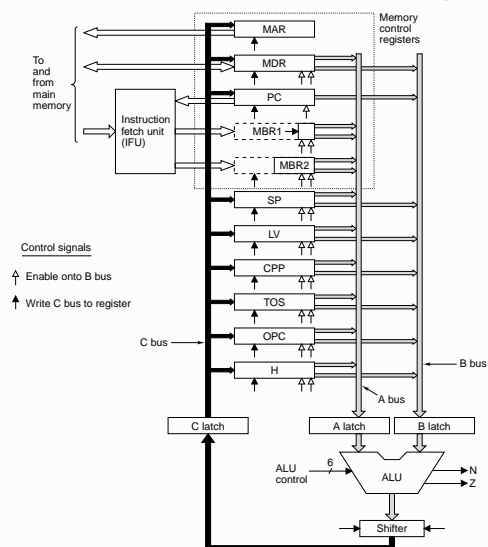 MAR
Memory
control
registers
To
and
from
main
memory
MDR
PC
Instruction
fetch unit
(IFU)
MBR1
MBR2
SP
LV
Control signals
Enable onto B bus
Write C bus to register
CPP
TOS
C bus
OPC
B bus
H
A bus
C latch
A latch
B latch
ALU
control
6
ALU
N
Z
Shifter